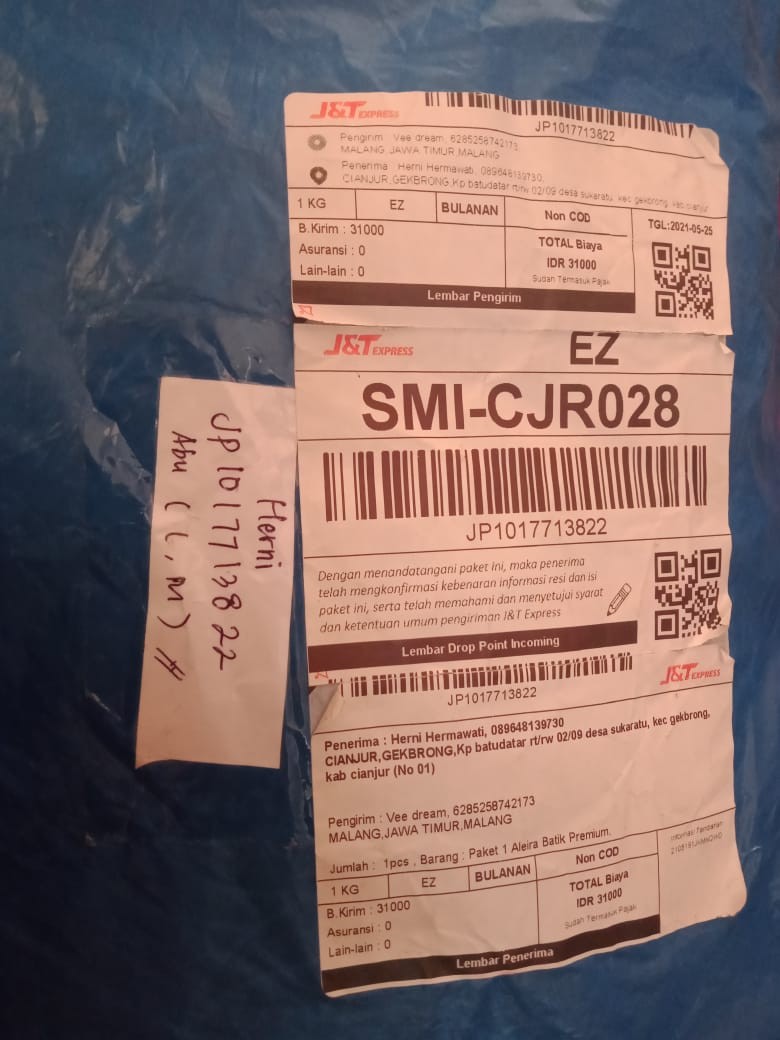 J&T EXPRESS
JP1017713822
Pengirim : Vee dream, 6285258742173
MALANG,JAWA TIMUR,MALANG
Penerima : Herni Hermawati, 089648139730,
CIANJUR,GEKBRONG,Kp batudatar rt/rw 02/09 desa sukaratu, kec gekbrong, kab cianjur
1 KG EZ BULANAN Non COD TGL:2021-05-25
B.Kirim : 31000
Asuransi : 0
Lain-lain : 0
TOTAL Biaya
IDR 31000
Sudah Termasuk Pajak
Lembar Pengirim
J&T EXPRESS EZ
SMI-CJR028
JP1017713822
Dengan menandatangani paket ini, maka penerima
telah mengkonfirmasi kebenaran informasi resi dan isi
paket ini, serta telah memahami dan menyetujui syarat
dan ketentuan umum pengiriman J&T Express
Lembar Drop Point Incoming
JP1017713822
J&T EXPRESS
Penerima : Herni Hermawati, 089648139730
CIANJUR,GEKBRONG,Kp batudatar rt/rw 02/09 desa sukaratu, kec gekbrong,
kab cianjur (No 01)
Pengirim : Vee dream, 6285258742173
MALANG,JAWA TIMUR,MALANG
Jumlah : 1pcs , Barang : Paket 1 Aleira Batik Premium.
1 KG EZ BULANAN Non COD
B.Kirim : 31000
Asuransi : 0
Lain-lain : 0
TOTAL Biaya
IDR 31000
Sudah Termasuk Pajak
Lembar Penerima
Herni
JP1017713822
Abu ( L, M ) //